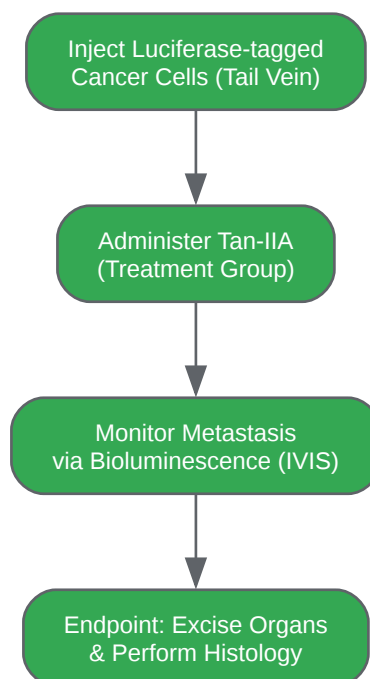 Inject Luciferase-tagged
Cancer Cells (Tail Vein)
Administer Tan-IIA
(Treatment Group)
Monitor Metastasis
via Bioluminescence (IVIS)
Endpoint: Excise Organs
& Perform Histology